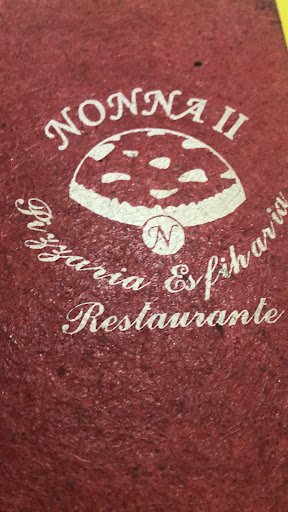 NONNA II
N
Pizzaria Esfiharia
Restaurante